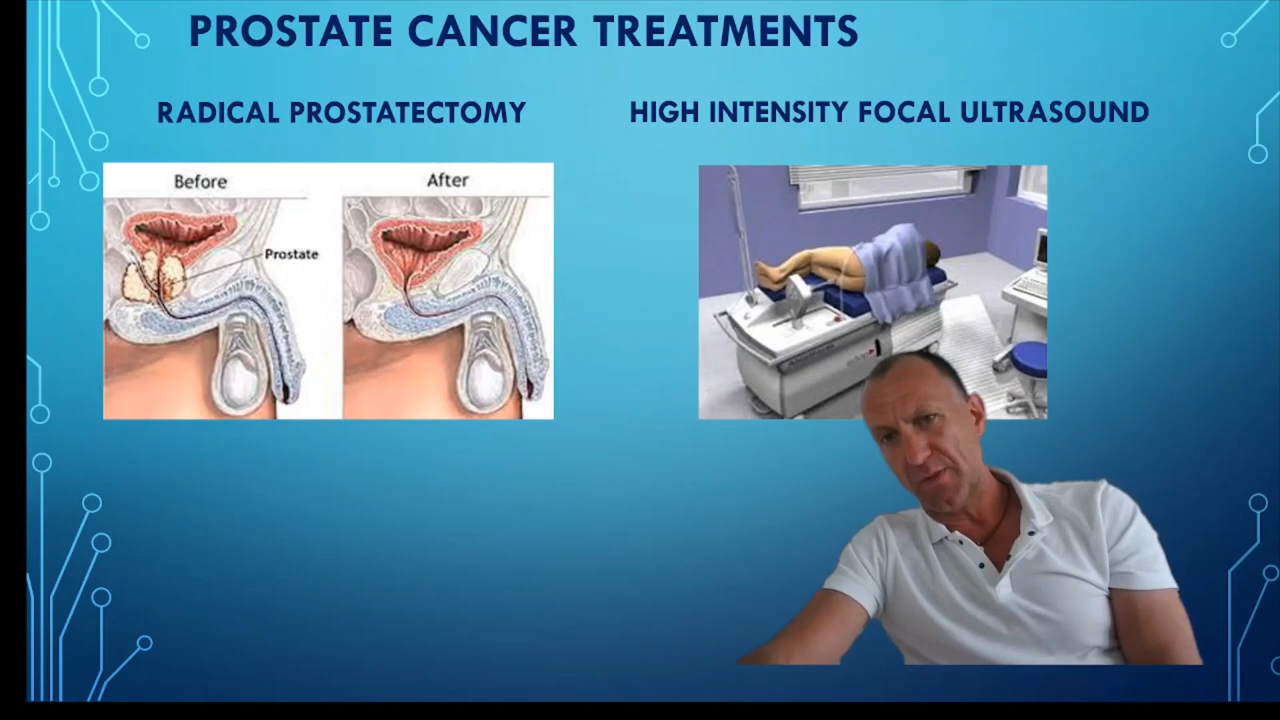 PROSTATE CANCER TREATMENTS
RADICAL PROSTATECTOMY
HIGH INTENSITY FOCAL ULTRASOUND
Before
After
Prostate